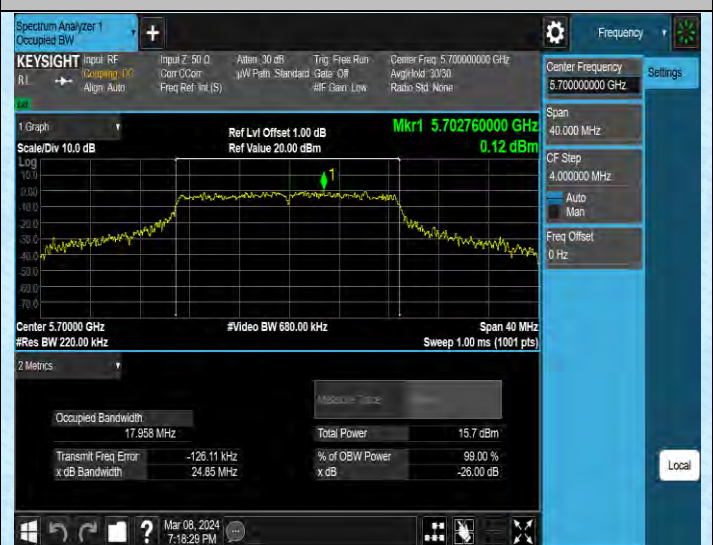 Spectrum Analyzer 1
Occupied BW
+
Frequency
KEYSIGHT Input: RF Input Z: 50 Ω Atten: 30 dB Trig: Free Run Center Freq: 5.700000000 GHz
RL Coupling: DC Corr CCorr µW Path: Standard Gate: Off Avg|Hold: 30/30
Align: Auto Freq Ref: Int (S) #IF Gain: Low Radio Std: None
Center Frequency
5.700000000 GHz
Settings
Span
40.000 MHz
CF Step
4.000000 MHz
Auto
Man
Freq Offset
0 Hz
1 Graph
Ref Lvl Offset 1.00 dB
Mkr1 5.702760000 GHz
Scale/Div 10.0 dB
Ref Value 20.00 dBm
0.12 dBm
Log
10.0
0.00
-10.0
-20.0
-30.0
-40.0
-50.0
-60.0
-70.0
1
Center 5.70000 GHz #Video BW 680.00 kHz Span 40 MHz
#Res BW 220.00 kHz Sweep 1.00 ms (1001 pts)
2 Metrics
Measure Trace
Occupied Bandwidth
17.958 MHz
Total Power 15.7 dBm
Transmit Freq Error -126.11 kHz
% of OBW Power 99.00 %
x dB Bandwidth 24.85 MHz
x dB -26.00 dB
Local
?
Mar 08, 2024
7:18:29 PM